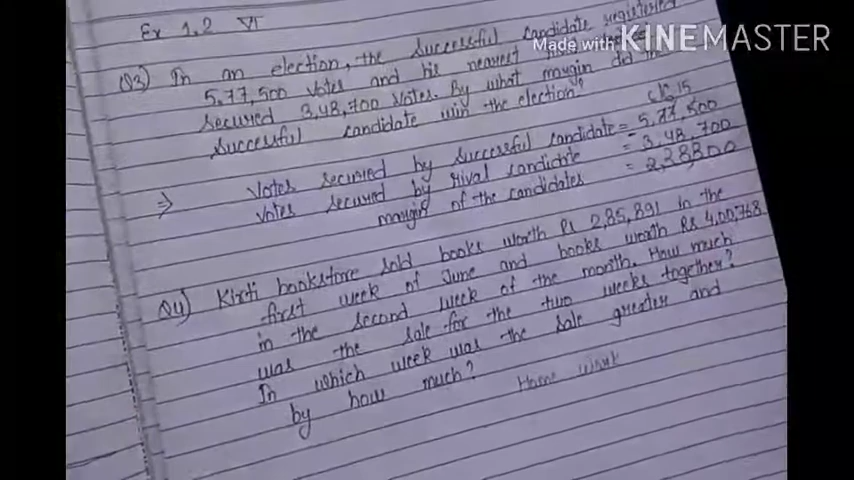 Ex 1.2 VI
Made with KINEMASTER
Q3) In an election, the successful candidate registered
5,77,500 votes and his nearest
secured 3,48,700 votes. By what margin did the
successful candidate win the election?
⇒ Votes secured by successful candidate = 5,77,500
Votes secured by rival candidate = 3,48,700
margin of the candidates = 2,28,800
Q4) Kirti bookstore sold books worth Rs 2,85,891 in the
first week of June and books worth Rs 4,00,768
in the second week of the month. How much
was the sale for the two weeks together?
In which week was the sale greater and
by how much?
Home work